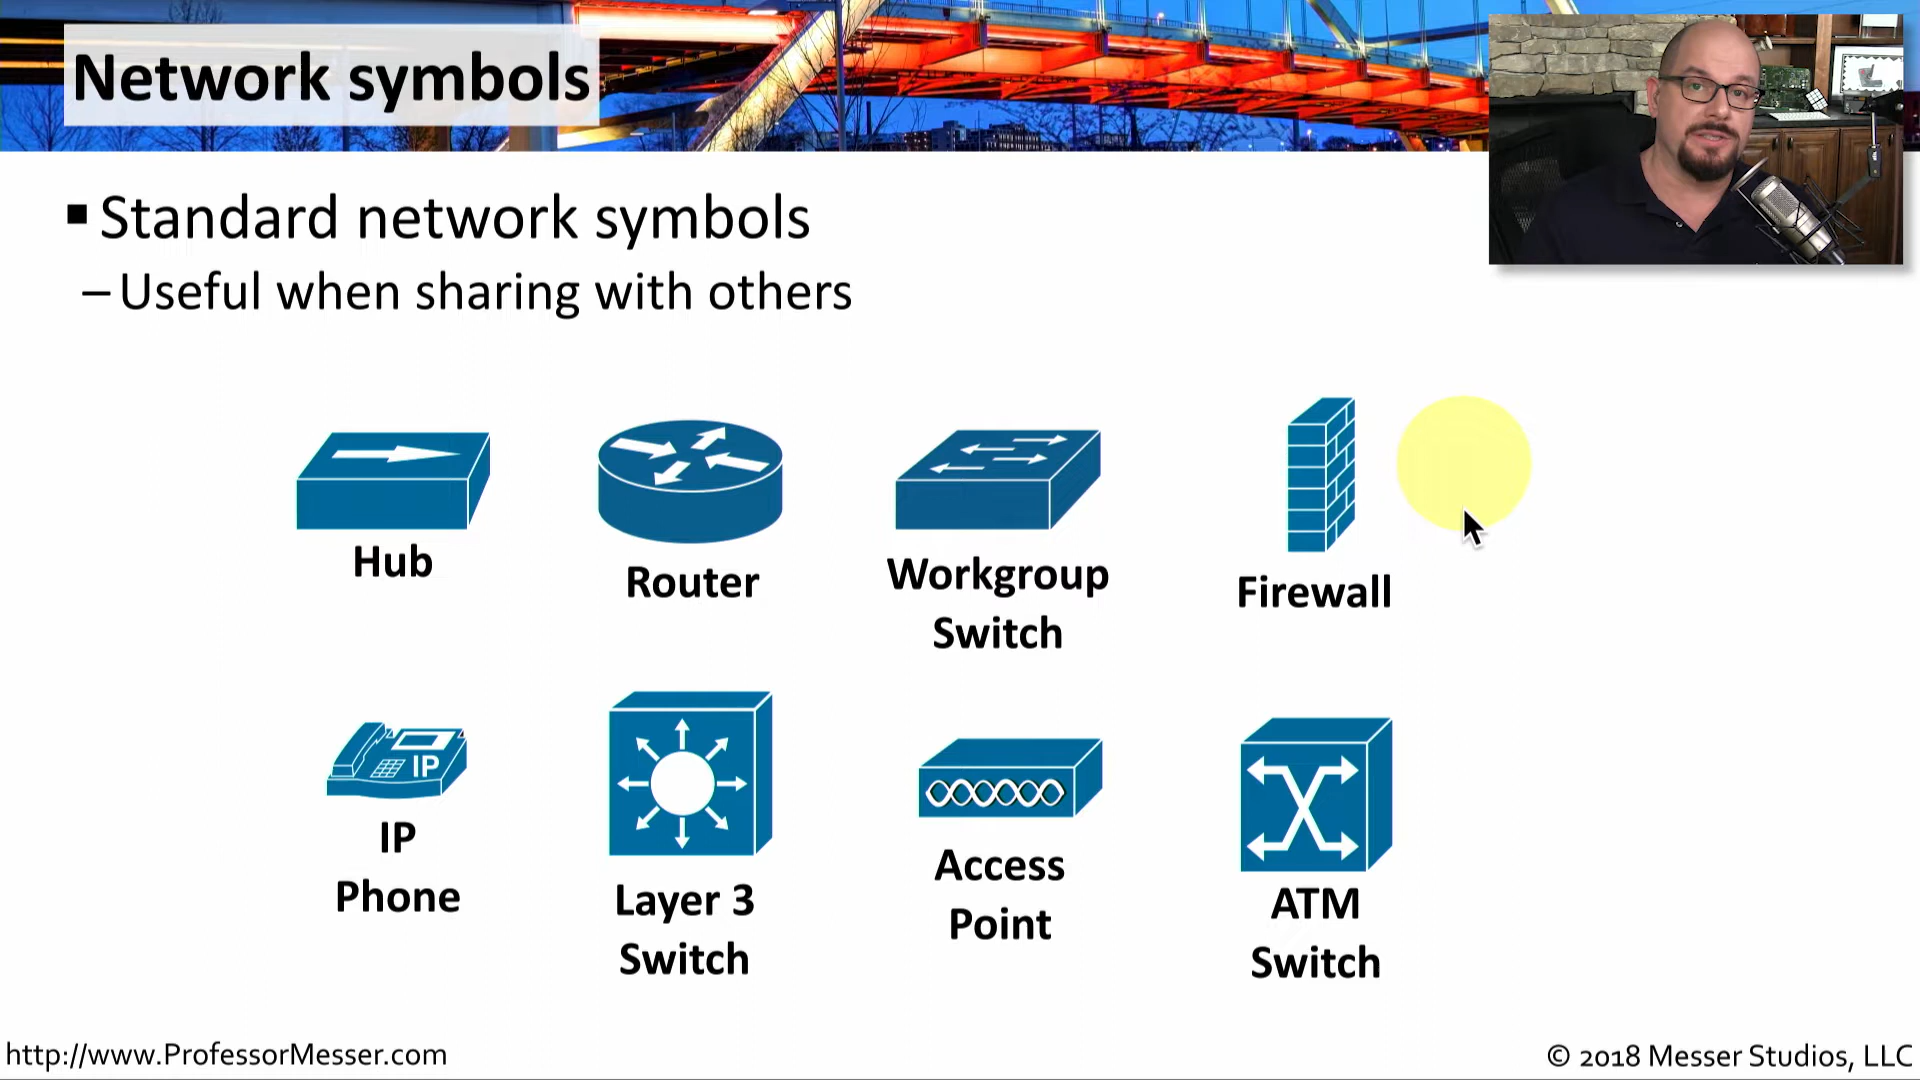 Network symbols
▪ Standard network symbols
– Useful when sharing with others
Hub
Router
Workgroup
Switch
Firewall
IP
IP
Phone
Layer 3
Switch
Access
Point
ATM
Switch
http://www.ProfessorMesser.com
© 2018 Messer Studios, LLC